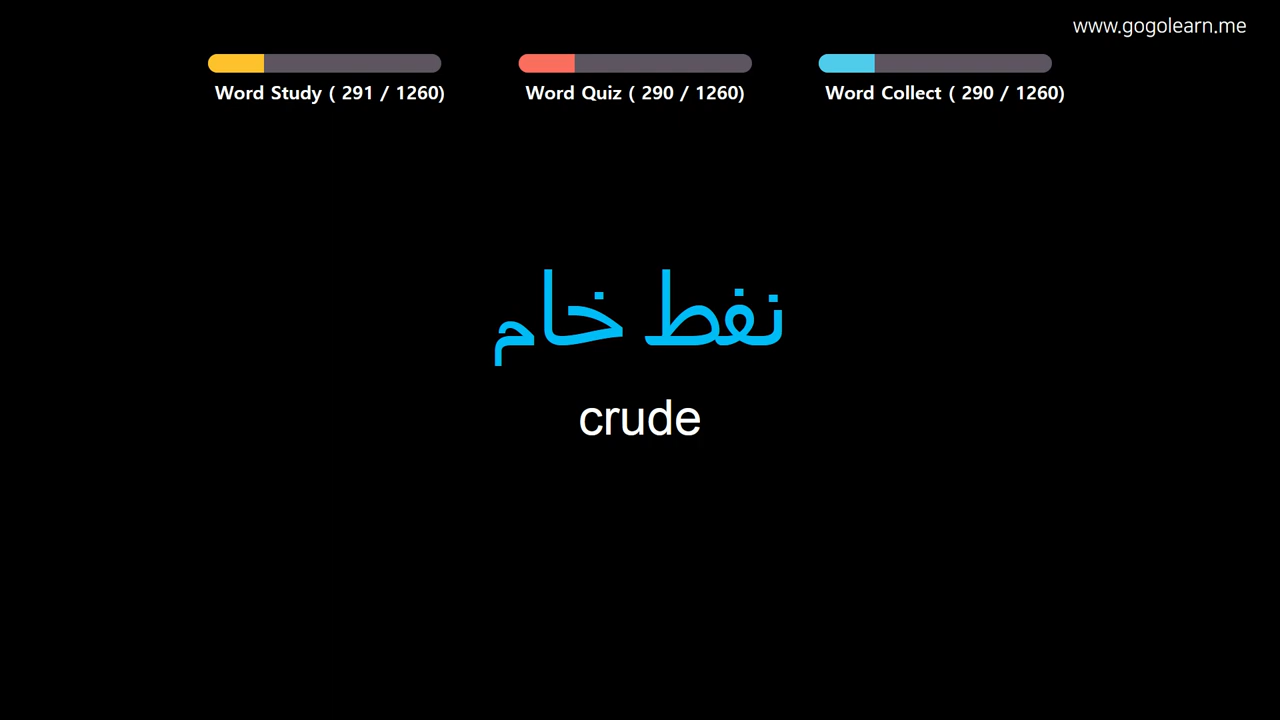 www.gogolearn.me
Word Study ( 291 / 1260)
Word Quiz ( 290 / 1260)
Word Collect ( 290 / 1260)
نفط خام
crude